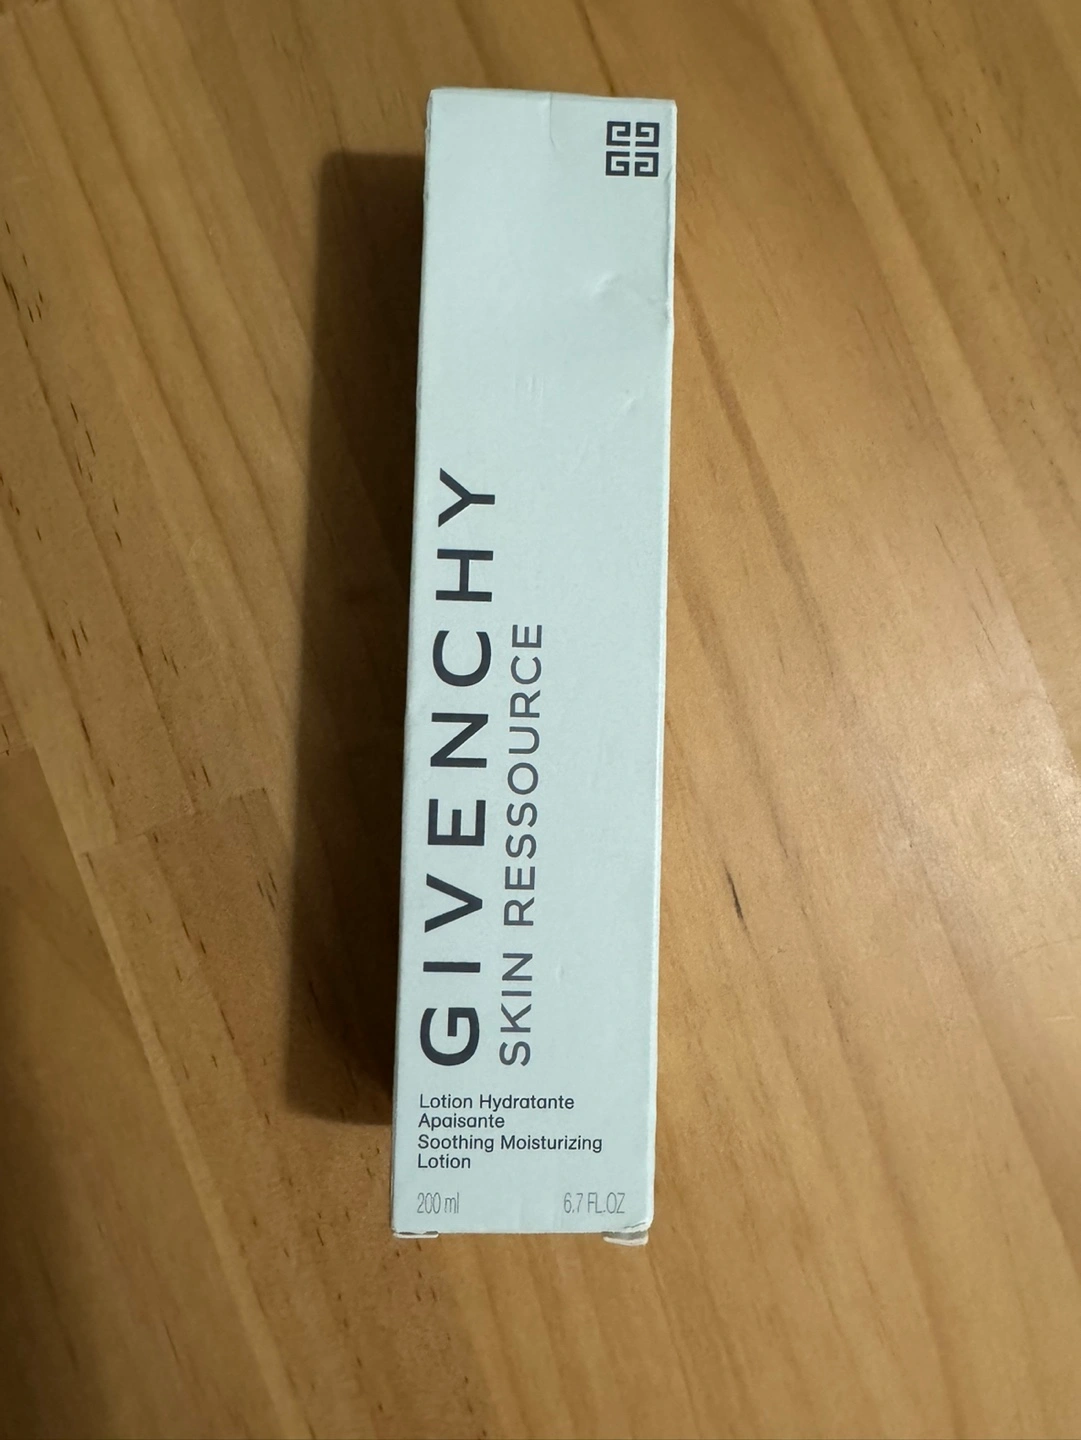 GIVENCHY
SKIN RESSOURCE
Lotion Hydratante
Apaisante
Soothing Moisturizing
Lotion
200 ml 6.7 FL.OZ